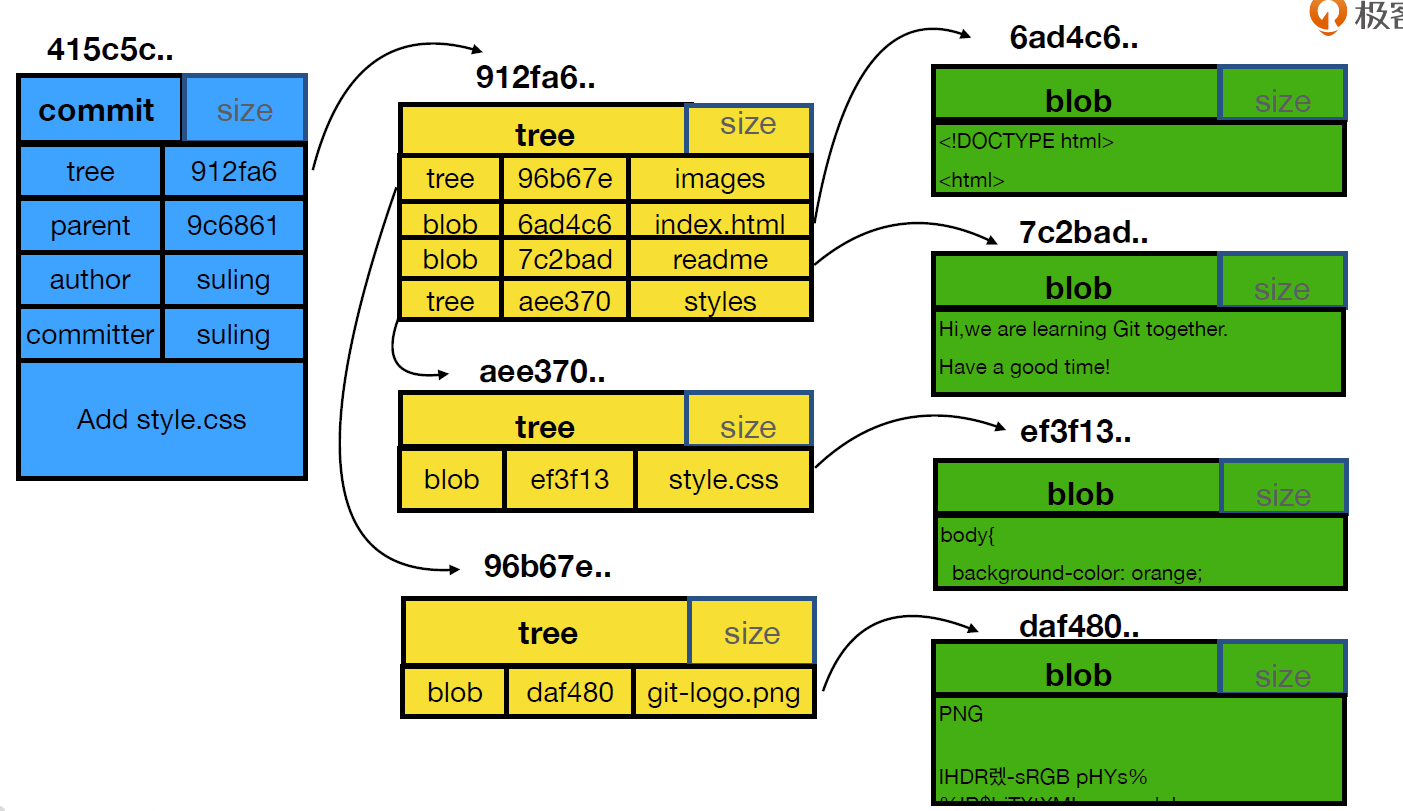 极客
415c5c..
commit size
tree 912fa6
parent 9c6861
author suling
committer suling
Add style.css
912fa6..
tree size
tree 96b67e images
blob 6ad4c6 index.html
blob 7c2bad readme
tree aee370 styles
aee370..
tree size
blob ef3f13 style.css
96b67e..
tree size
blob daf480 git-logo.png
6ad4c6..
blob size
<!DOCTYPE html>
<html>
7c2bad..
blob size
Hi,we are learning Git together.
Have a good time!
ef3f13..
blob size
body{
background-color: orange;
daf480..
blob size
PNG
IHDR렜-sRGB pHYs%